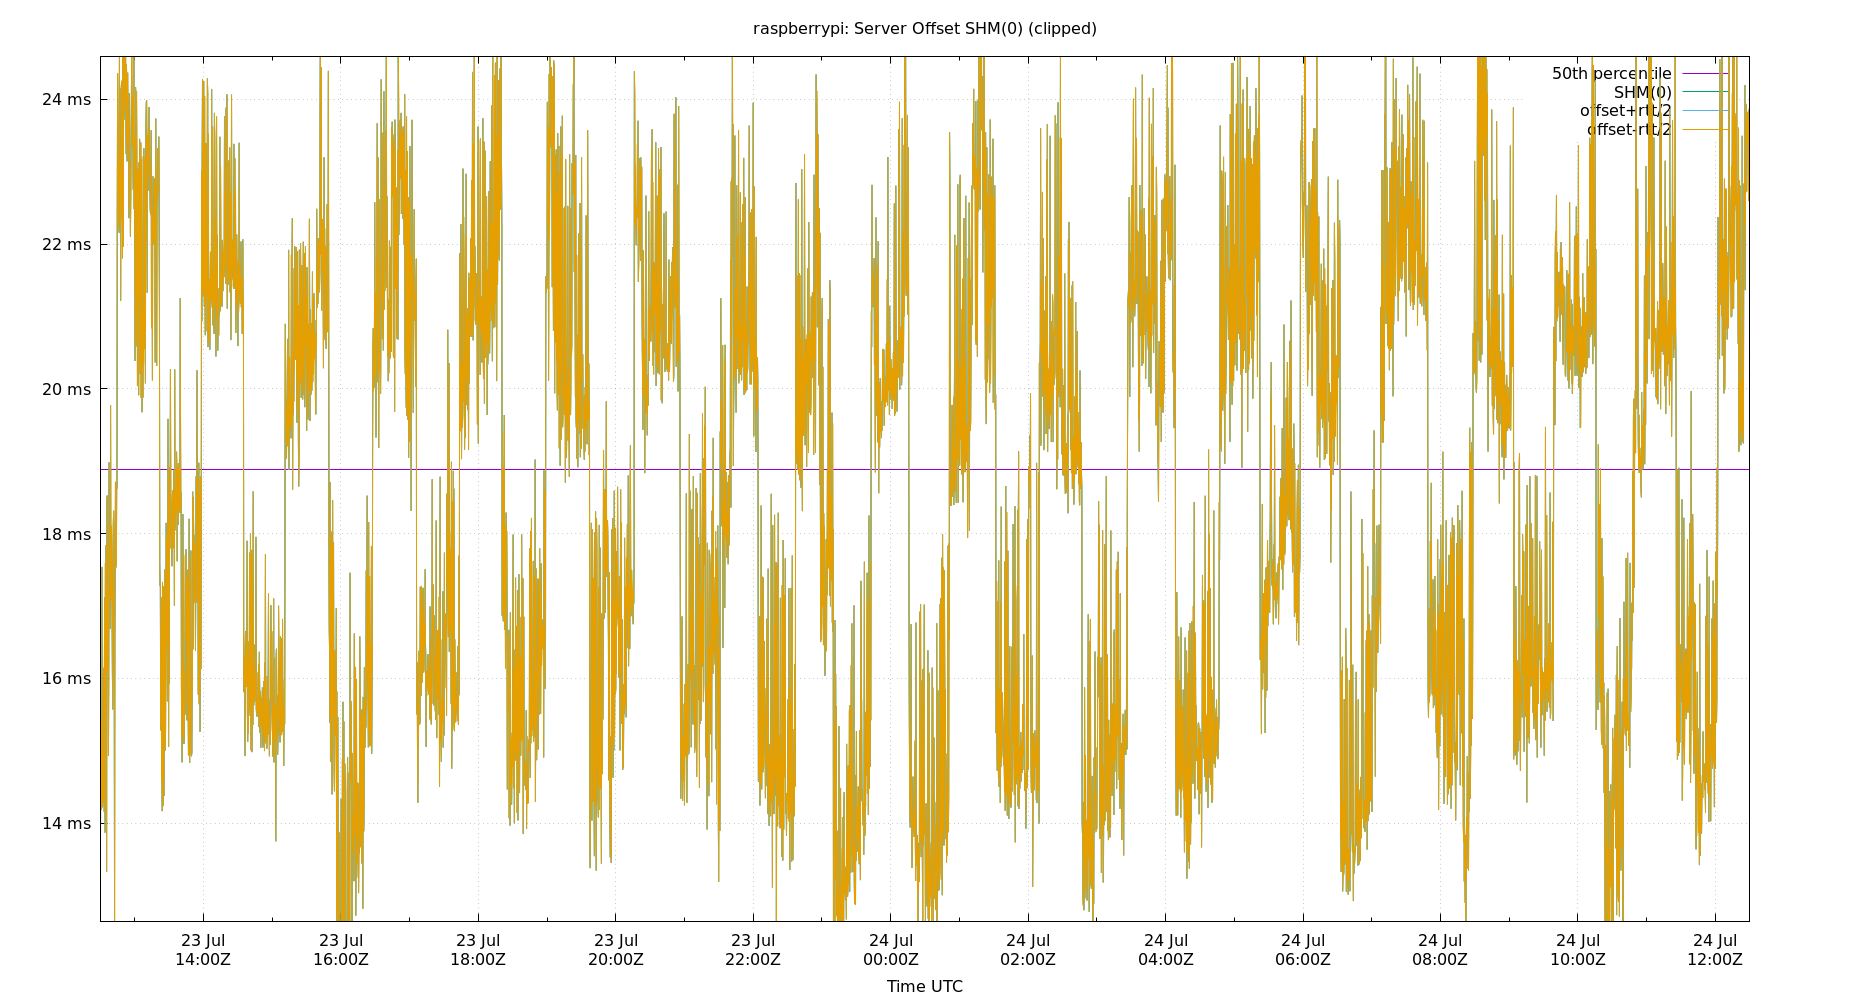 raspberrypi: Server Offset SHM(0) (clipped)
50th percentile
SHM(0)
offset+rtt/2
offset-rtt/2
24 ms
22 ms
20 ms
18 ms
16 ms
14 ms
23 Jul
14:00Z
23 Jul
16:00Z
23 Jul
18:00Z
23 Jul
20:00Z
23 Jul
22:00Z
24 Jul
00:00Z
24 Jul
02:00Z
24 Jul
04:00Z
24 Jul
06:00Z
24 Jul
08:00Z
24 Jul
10:00Z
24 Jul
12:00Z
Time UTC